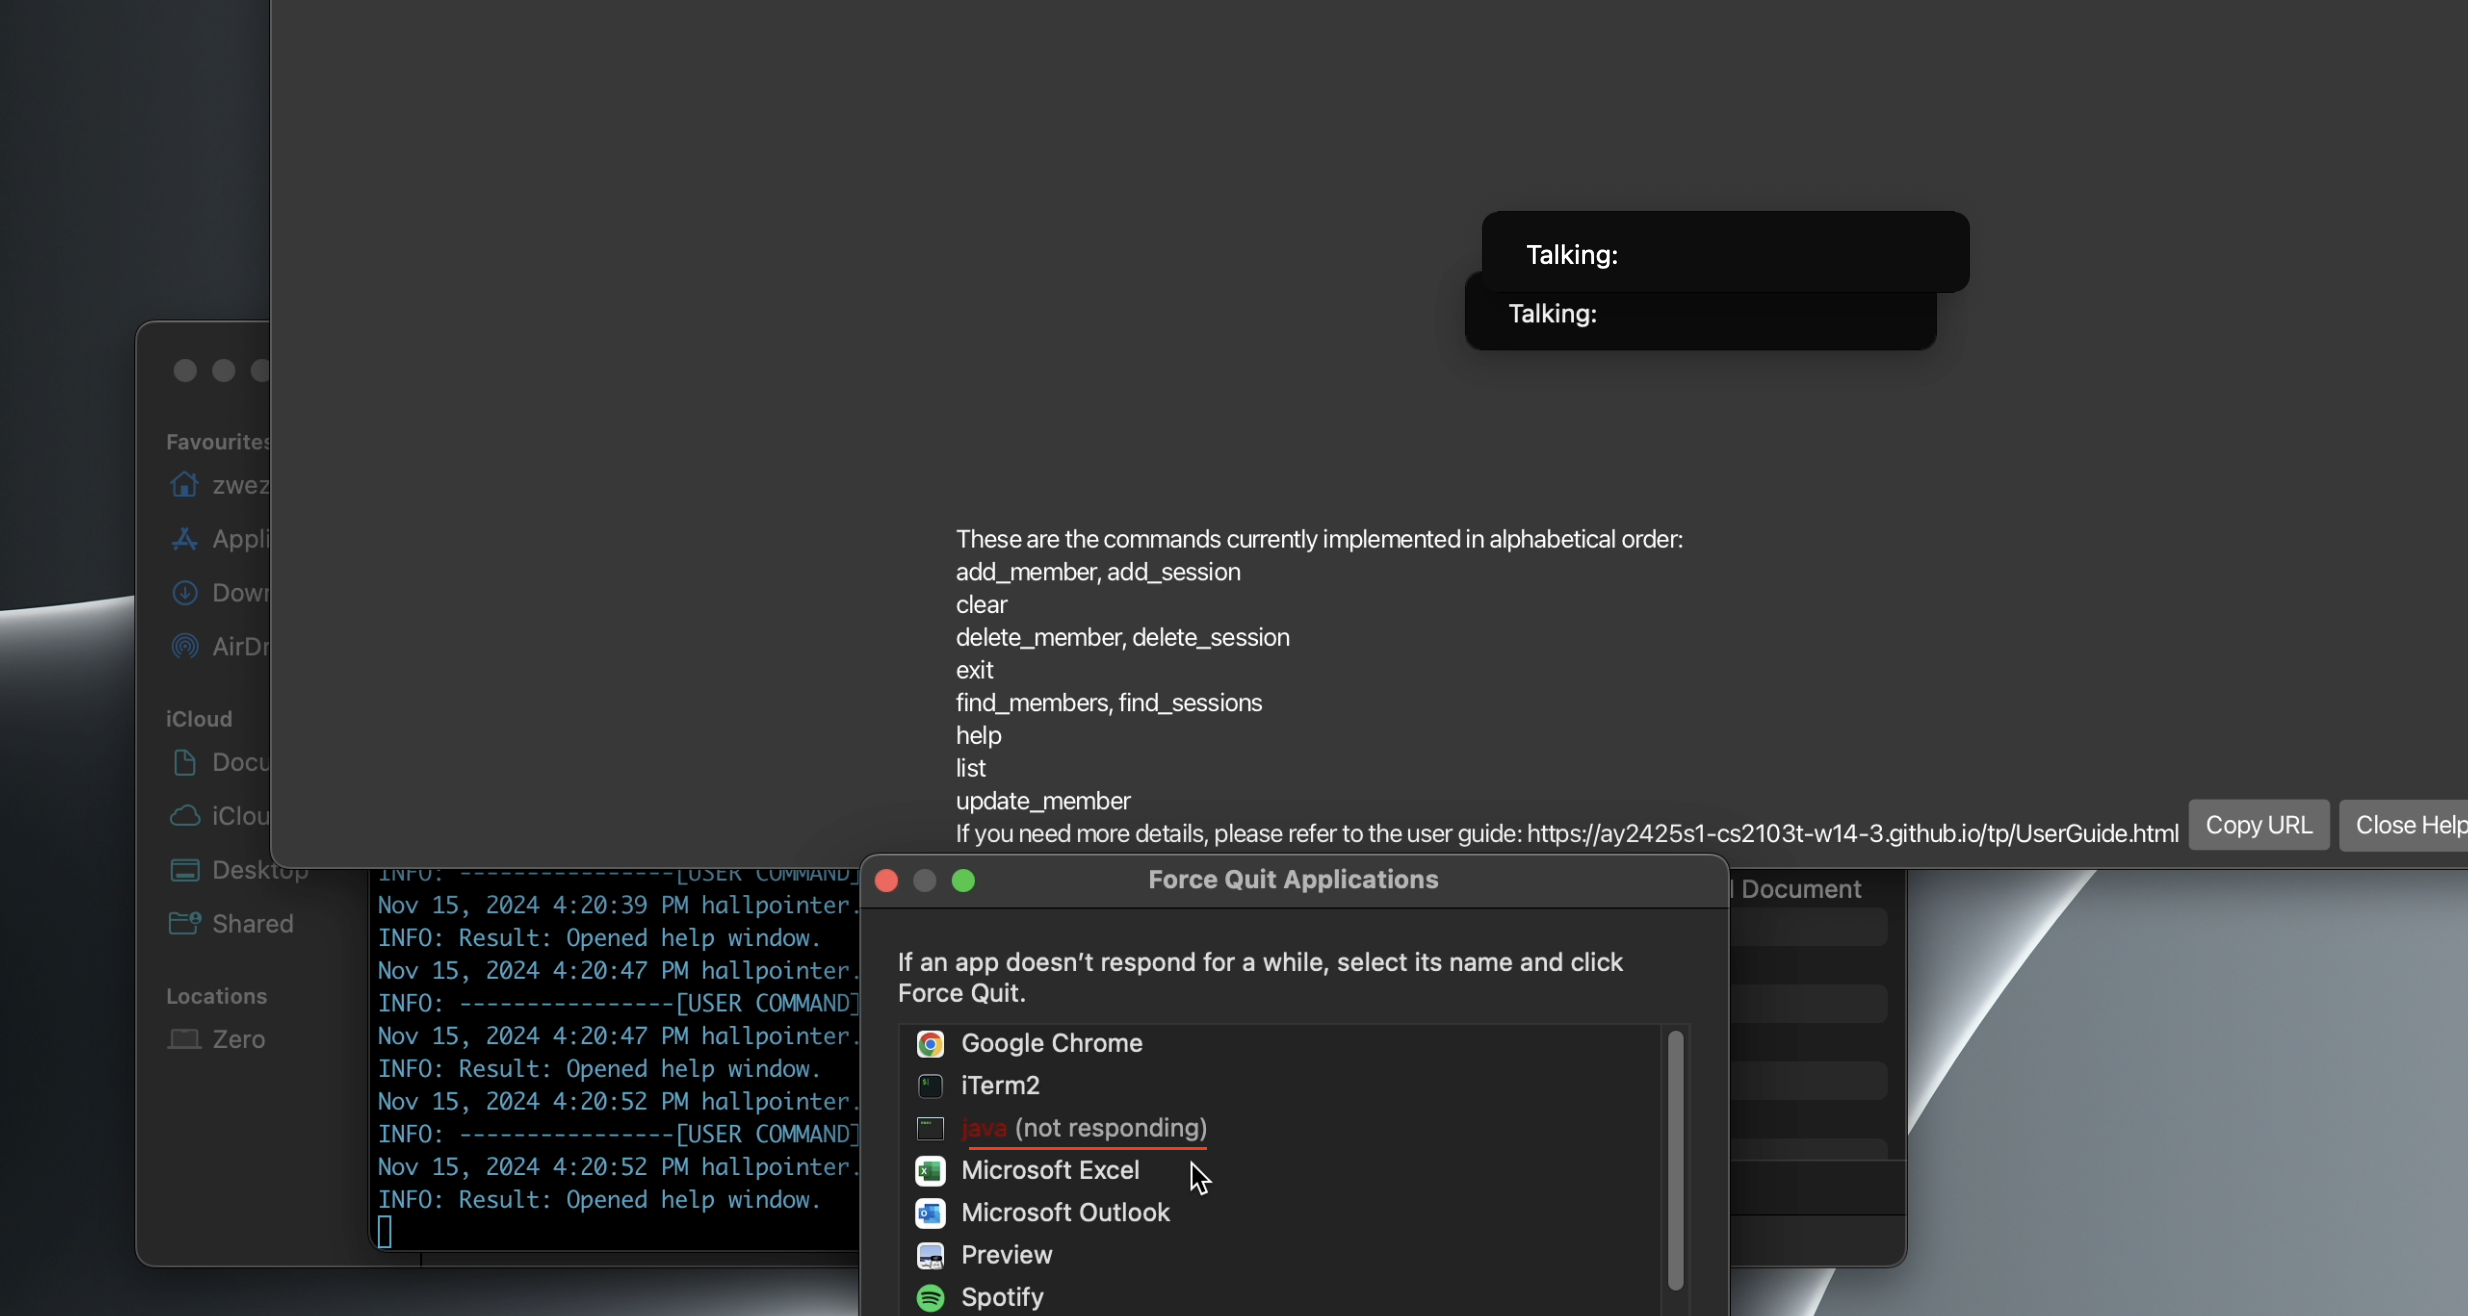 Talking:
Talking:
Favourites
zwez
Appli
Down
AirDr
iCloud
Docu
iClou
Desktop
Shared
Locations
Zero
These are the commands currently implemented in alphabetical order:
add_member, add_session
clear
delete_member, delete_session
exit
find_members, find_sessions
help
list
update_member
If you need more details, please refer to the user guide: https://ay2425s1-cs2103t-w14-3.github.io/tp/UserGuide.html
Copy URL
Close Help
INFO: ----------------[USER COMMAND]
Nov 15, 2024 4:20:39 PM hallpointer.
INFO: Result: Opened help window.
Nov 15, 2024 4:20:47 PM hallpointer.
INFO: ----------------[USER COMMAND]
Nov 15, 2024 4:20:47 PM hallpointer.
INFO: Result: Opened help window.
Nov 15, 2024 4:20:52 PM hallpointer.
INFO: ----------------[USER COMMAND]
Nov 15, 2024 4:20:52 PM hallpointer.
INFO: Result: Opened help window.
Force Quit Applications
If an app doesn't respond for a while, select its name and click
Force Quit.
Google Chrome
iTerm2
java (not responding)
Microsoft Excel
Microsoft Outlook
Preview
Spotify
Document